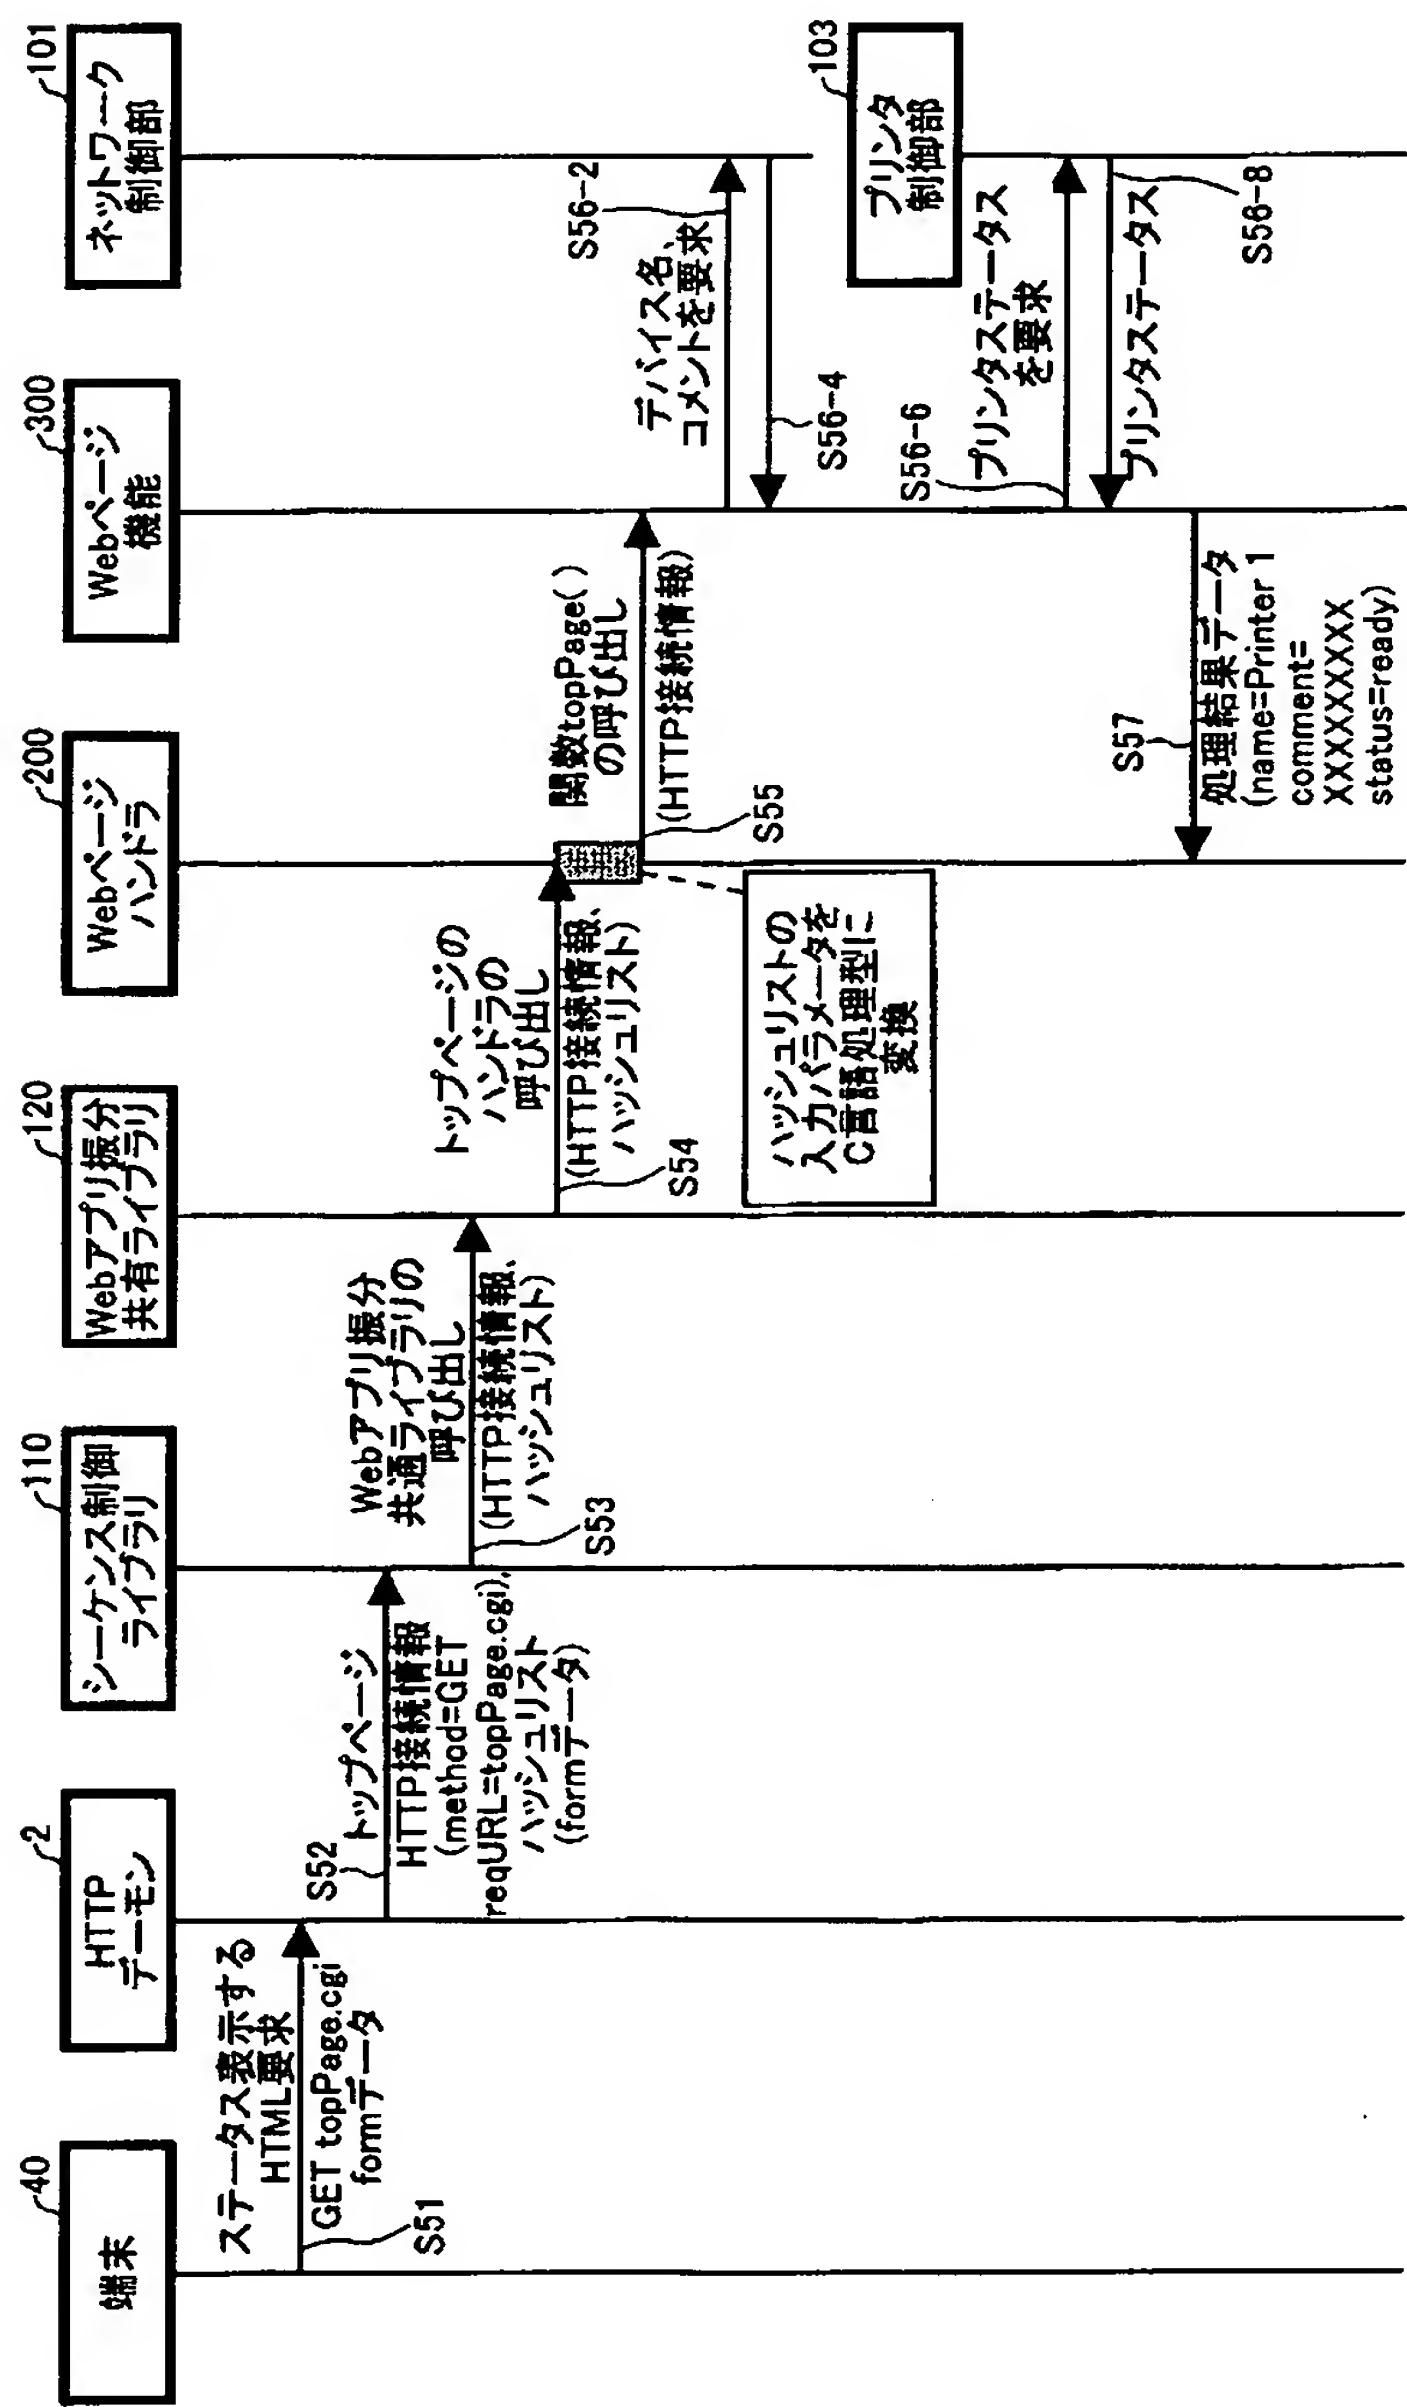 40
端末
2
HTTP
デーモン
110
シーケンス制御
ライブラリ
120
Webアプリ振分
共有ライブラリ
200
Webページ
ハンドラ
300
Webページ
機能
101
ネットワーク
制御部
ステータス表示する
HTML要求
GET topPage.cgi
formデータ
S51
S52
トップページ
HTTP接続情報
(method=GET
reqURL=topPage.cgi)、
ハッシュリスト
(formデータ)
Webアプリ振分
共通ライブラリの
呼び出し
(HTTP接続情報、
ハッシュリスト)
S53
トップページの
ハンドラの
呼び出し
(HTTP接続情報、
ハッシュリスト)
S54
関数topPage( )
の呼び出し
(HTTP接続情報)
S55
ハッシュリストの
入力パラメータを
C言語処理型に
変換
デバイス名、
コメントを要求
S56-2
S56-4
103
プリンタ
制御部
S56-6
プリンタステータス
を要求
プリンタステータス
S56-8
S57
処理結果データ
(name=Printer 1
comment=
XXXXXXXXX
status=ready)